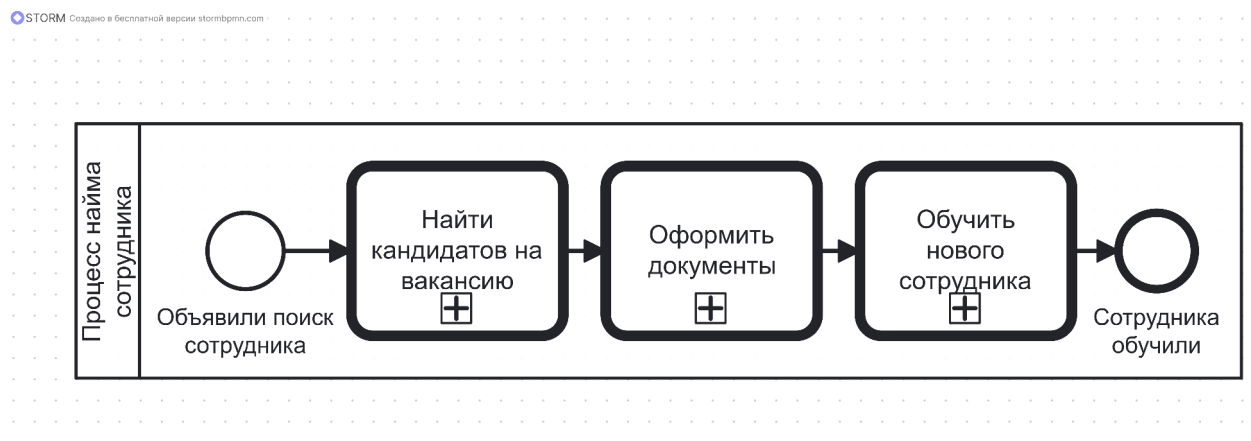 STORM Создано в бесплатной версии stormbpmn.com
Процесс найма
сотрудника
Объявили поиск
сотрудника
Найти
кандидатов на
вакансию
Оформить
документы
Обучить
нового
сотрудника
Сотрудника
обучили